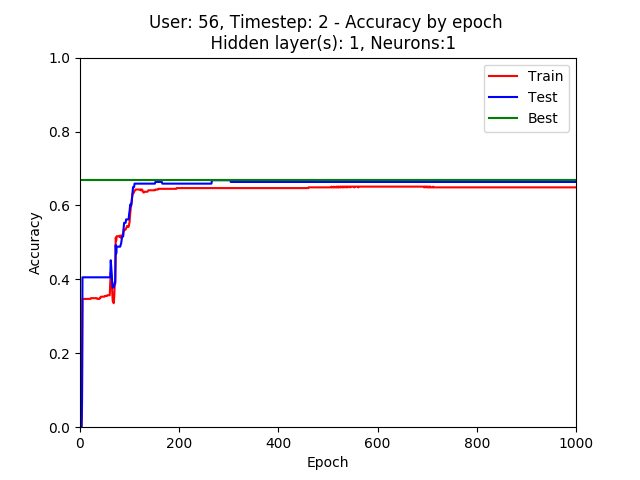 User: 56, Timestep: 2 - Accuracy by epoch
Hidden layer(s): 1, Neurons:1
Train
Test
Best
1.0
0.8
0.6
0.4
0.2
0.0
Accuracy
0 200 400 600 800 1000
Epoch